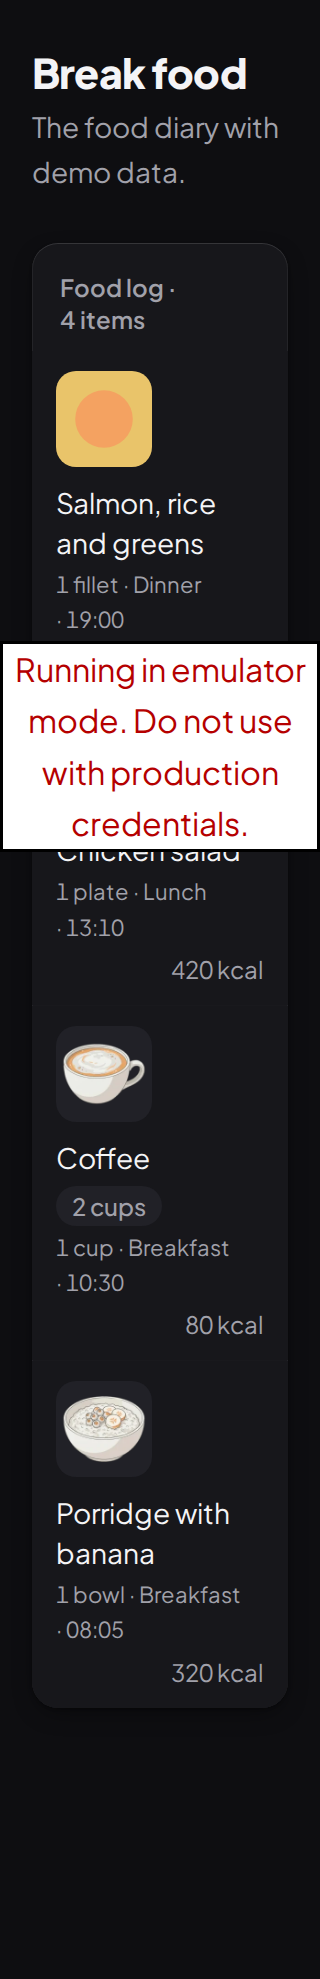 Break food
The food diary with
demo data.
Food log ·
4 items
Salmon, rice
and greens
1 fillet · Dinner
· 19:00
Running in emulator
mode. Do not use
with production
credentials.
Chicken salad
1 plate · Lunch
· 13:10
420 kcal
Coffee
2 cups
1 cup · Breakfast
· 10:30
80 kcal
Porridge with
banana
1 bowl · Breakfast
· 08:05
320 kcal